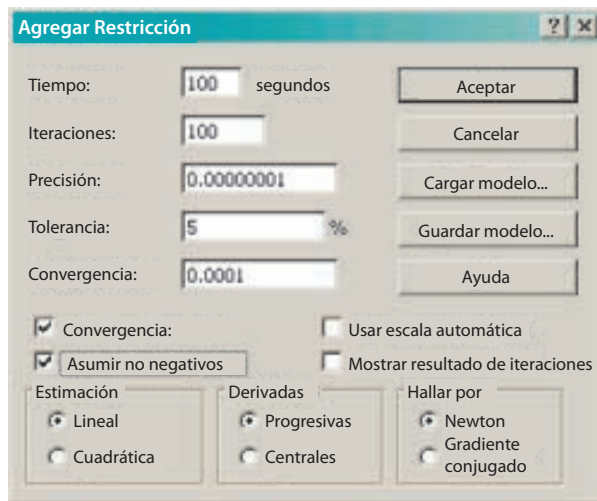 Agregar Restricción
Tiempo: 100 segundos Aceptar
Iteraciones: 100 Cancelar
Precisión: 0.00000001 Cargar modelo...
Tolerancia: 5 % Guardar modelo...
Convergencia: 0.0001 Ayuda
Convergencia: Usar escala automática
Asumir no negativos Mostrar resultado de iteraciones
Estimación Derivadas Hallar por
Lineal Progresivas Newton
Cuadrática Centrales Gradiente
conjugado